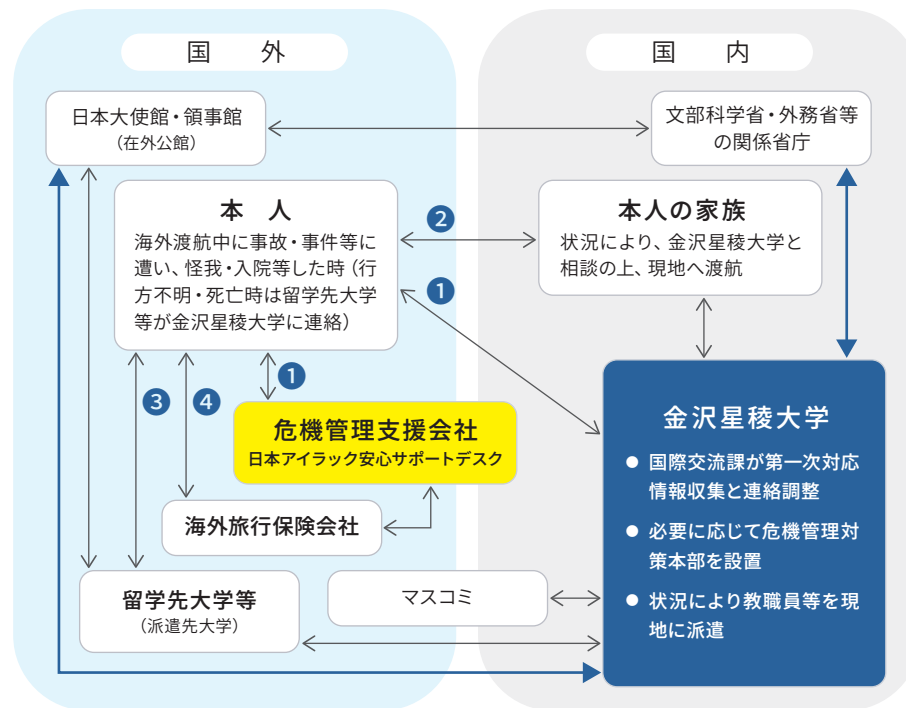 国　外
国　内
日本大使館・領事館
（在外公館）
文部科学省・外務省等
の関係省庁
本　人
海外渡航中に事故・事件等に
遭い、怪我・入院等した時（行
方不明・死亡時は留学先大学
等が金沢星稜大学に連絡）
❷
❶
本人の家族
状況により、金沢星稜大学と
相談の上、現地へ渡航
❸
❹
❶
危機管理支援会社
日本アイラック安心サポートデスク
海外旅行保険会社
留学先大学等
（派遣先大学）
マスコミ
金沢星稜大学
● 国際交流課が第一次対応
情報収集と連絡調整
● 必要に応じて危機管理対
策本部を設置
● 状況により教職員等を現
地に派遣